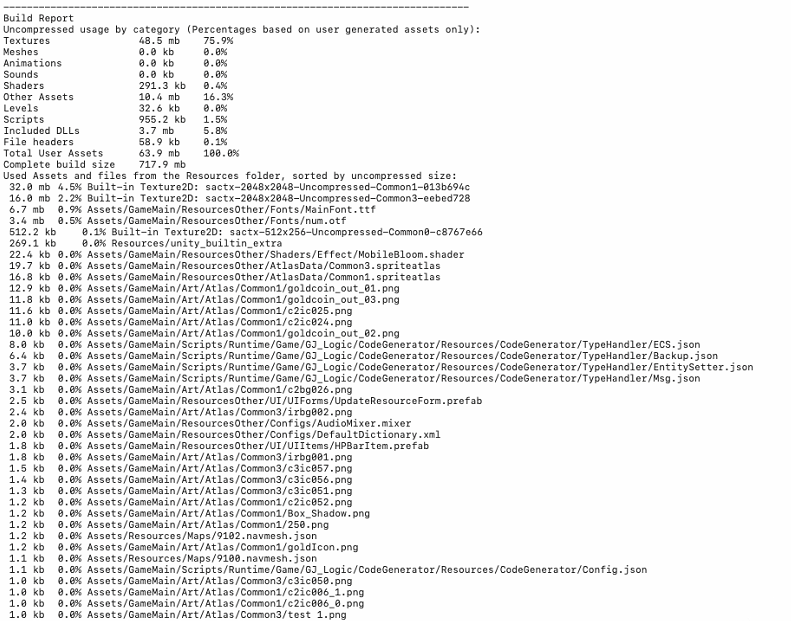 -------------------------------------------------------------------------------
Build Report
Uncompressed usage by category (Percentages based on user generated assets only):
Textures               48.5 mb    75.9%
Meshes                 0.0 kb     0.0%
Animations             0.0 kb     0.0%
Sounds                 0.0 kb     0.0%
Shaders                291.3 kb   0.4%
Other Assets           10.4 mb    16.3%
Levels                 32.6 kb    0.0%
Scripts                955.2 kb   1.5%
Included DLLs          3.7 mb     5.8%
File headers           58.9 kb    0.1%
Total User Assets      63.9 mb    100.0%
Complete build size    717.9 mb
Used Assets and files from the Resources folder, sorted by uncompressed size:
 32.0 mb  4.5% Built-in Texture2D: sactx-2048x2048-Uncompressed-Common1-013b694c
 16.0 mb  2.2% Built-in Texture2D: sactx-2048x2048-Uncompressed-Common3-eebed728
 6.7 mb  0.9% Assets/GameMain/ResourcesOther/Fonts/MainFont.ttf
 3.4 mb  0.5% Assets/GameMain/ResourcesOther/Fonts/num.otf
 512.2 kb    0.1% Built-in Texture2D: sactx-512x256-Uncompressed-Common0-c8767e66
 269.1 kb    0.0% Resources/unity_builtin_extra
 22.4 kb  0.0% Assets/GameMain/ResourcesOther/Shaders/Effect/MobileBloom.shader
 19.7 kb  0.0% Assets/GameMain/ResourcesOther/AtlasData/Common3.spriteatlas
 16.8 kb  0.0% Assets/GameMain/ResourcesOther/AtlasData/Common1.spriteatlas
 12.9 kb  0.0% Assets/GameMain/Art/Atlas/Common1/goldcoin_out_01.png
 11.8 kb  0.0% Assets/GameMain/Art/Atlas/Common1/goldcoin_out_03.png
 11.6 kb  0.0% Assets/GameMain/Art/Atlas/Common1/c2ic025.png
 11.0 kb  0.0% Assets/GameMain/Art/Atlas/Common1/c2ic024.png
 10.0 kb  0.0% Assets/GameMain/Art/Atlas/Common1/goldcoin_out_02.png
 8.0 kb  0.0% Assets/GameMain/Scripts/Runtime/Game/GJ_Logic/CodeGenerator/Resources/CodeGenerator/TypeHandler/ECS.json
 6.4 kb  0.0% Assets/GameMain/Scripts/Runtime/Game/GJ_Logic/CodeGenerator/Resources/CodeGenerator/TypeHandler/Backup.json
 3.7 kb  0.0% Assets/GameMain/Scripts/Runtime/Game/GJ_Logic/CodeGenerator/Resources/CodeGenerator/TypeHandler/EntitySetter.json
 3.7 kb  0.0% Assets/GameMain/Scripts/Runtime/Game/GJ_Logic/CodeGenerator/Resources/CodeGenerator/TypeHandler/Msg.json
 3.1 kb  0.0% Assets/GameMain/Art/Atlas/Common1/c2bg026.png
 2.5 kb  0.0% Assets/GameMain/ResourcesOther/UI/UIForms/UpdateResourceForm.prefab
 2.4 kb  0.0% Assets/GameMain/Art/Atlas/Common3/irbg002.png
 2.0 kb  0.0% Assets/GameMain/ResourcesOther/Configs/AudioMixer.mixer
 2.0 kb  0.0% Assets/GameMain/ResourcesOther/Configs/DefaultDictionary.xml
 1.8 kb  0.0% Assets/GameMain/ResourcesOther/UI/UIItems/HPBarItem.prefab
 1.8 kb  0.0% Assets/GameMain/Art/Atlas/Common3/irbg001.png
 1.5 kb  0.0% Assets/GameMain/Art/Atlas/Common3/c3ic057.png
 1.4 kb  0.0% Assets/GameMain/Art/Atlas/Common3/c3ic056.png
 1.3 kb  0.0% Assets/GameMain/Art/Atlas/Common3/c3ic051.png
 1.2 kb  0.0% Assets/GameMain/Art/Atlas/Common1/c2ic052.png
 1.2 kb  0.0% Assets/GameMain/Art/Atlas/Common1/Box_Shadow.png
 1.2 kb  0.0% Assets/GameMain/Art/Atlas/Common1/250.png
 1.2 kb  0.0% Assets/Resources/Maps/9102.navmesh.json
 1.2 kb  0.0% Assets/GameMain/Art/Atlas/Common1/goldIcon.png
 1.1 kb  0.0% Assets/Resources/Maps/9100.navmesh.json
 1.1 kb  0.0% Assets/GameMain/Scripts/Runtime/Game/GJ_Logic/CodeGenerator/Resources/CodeGenerator/Config.json
 1.0 kb  0.0% Assets/GameMain/Art/Atlas/Common3/c3ic050.png
 1.0 kb  0.0% Assets/GameMain/Art/Atlas/Common1/c2ic006_1.png
 1.0 kb  0.0% Assets/GameMain/Art/Atlas/Common1/c2ic006_0.png
 1.0 kb  0.0% Assets/GameMain/Art/Atlas/Common3/test_1.png